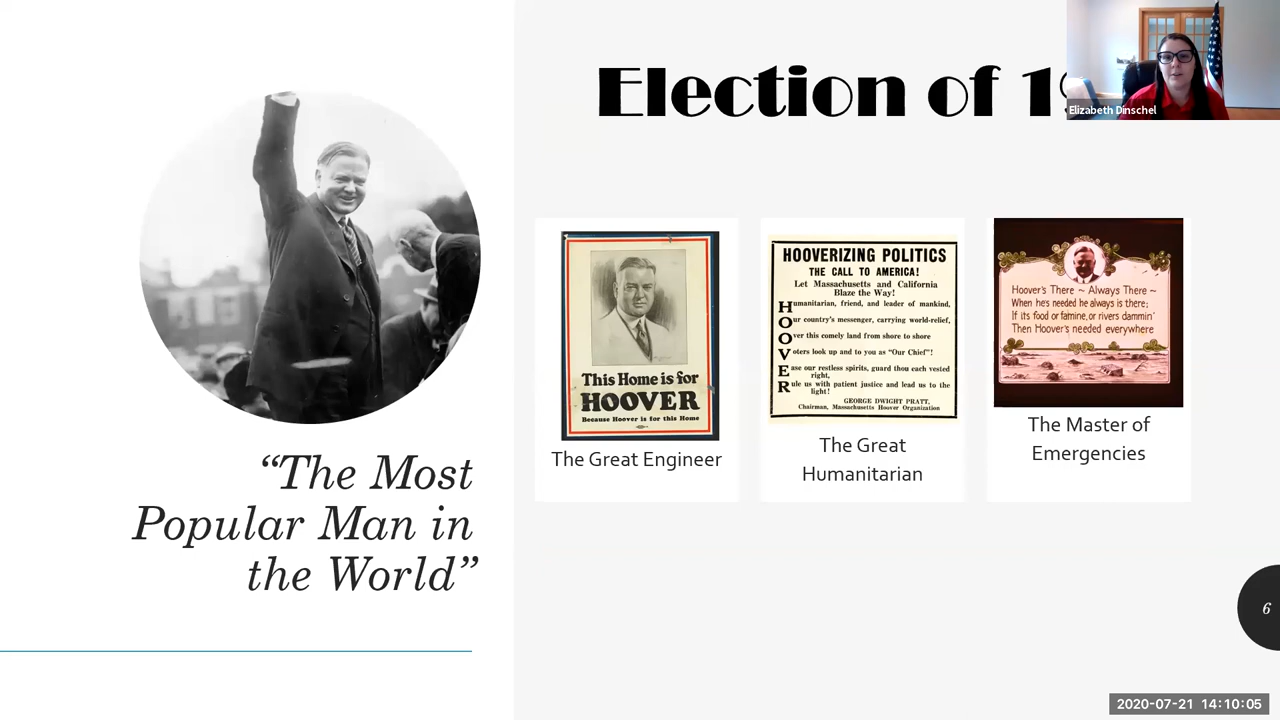 Election of 19
Elizabeth Dinschel
This Home is for
HOOVER
Because Hoover is for this Home
The Great Engineer
HOOVERIZING POLITICS
THE CALL TO AMERICA!
Let Massachusetts and California
Blaze the Way!
Humanitarian, friend, and leader of mankind,
Our country's messenger, carrying world-relief,
Over this comely land from shore to shore
Voters look up and to you as "Our Chief"!
Ease our restless spirits, guard thou each vested
right,
Rule us with patient justice and lead us to the
light!
GEORGE DWIGHT PRATT,
Chairman, Massachusetts Hoover Organization
The Great
Humanitarian
Hoover's There ~ Always There ~
When he's needed he always is there;
If its food or famine, or rivers dammin'
Then Hoover's needed everywhere
The Master of
Emergencies
“The Most
Popular Man in
the World”
6
2020-07-21 14:10:05